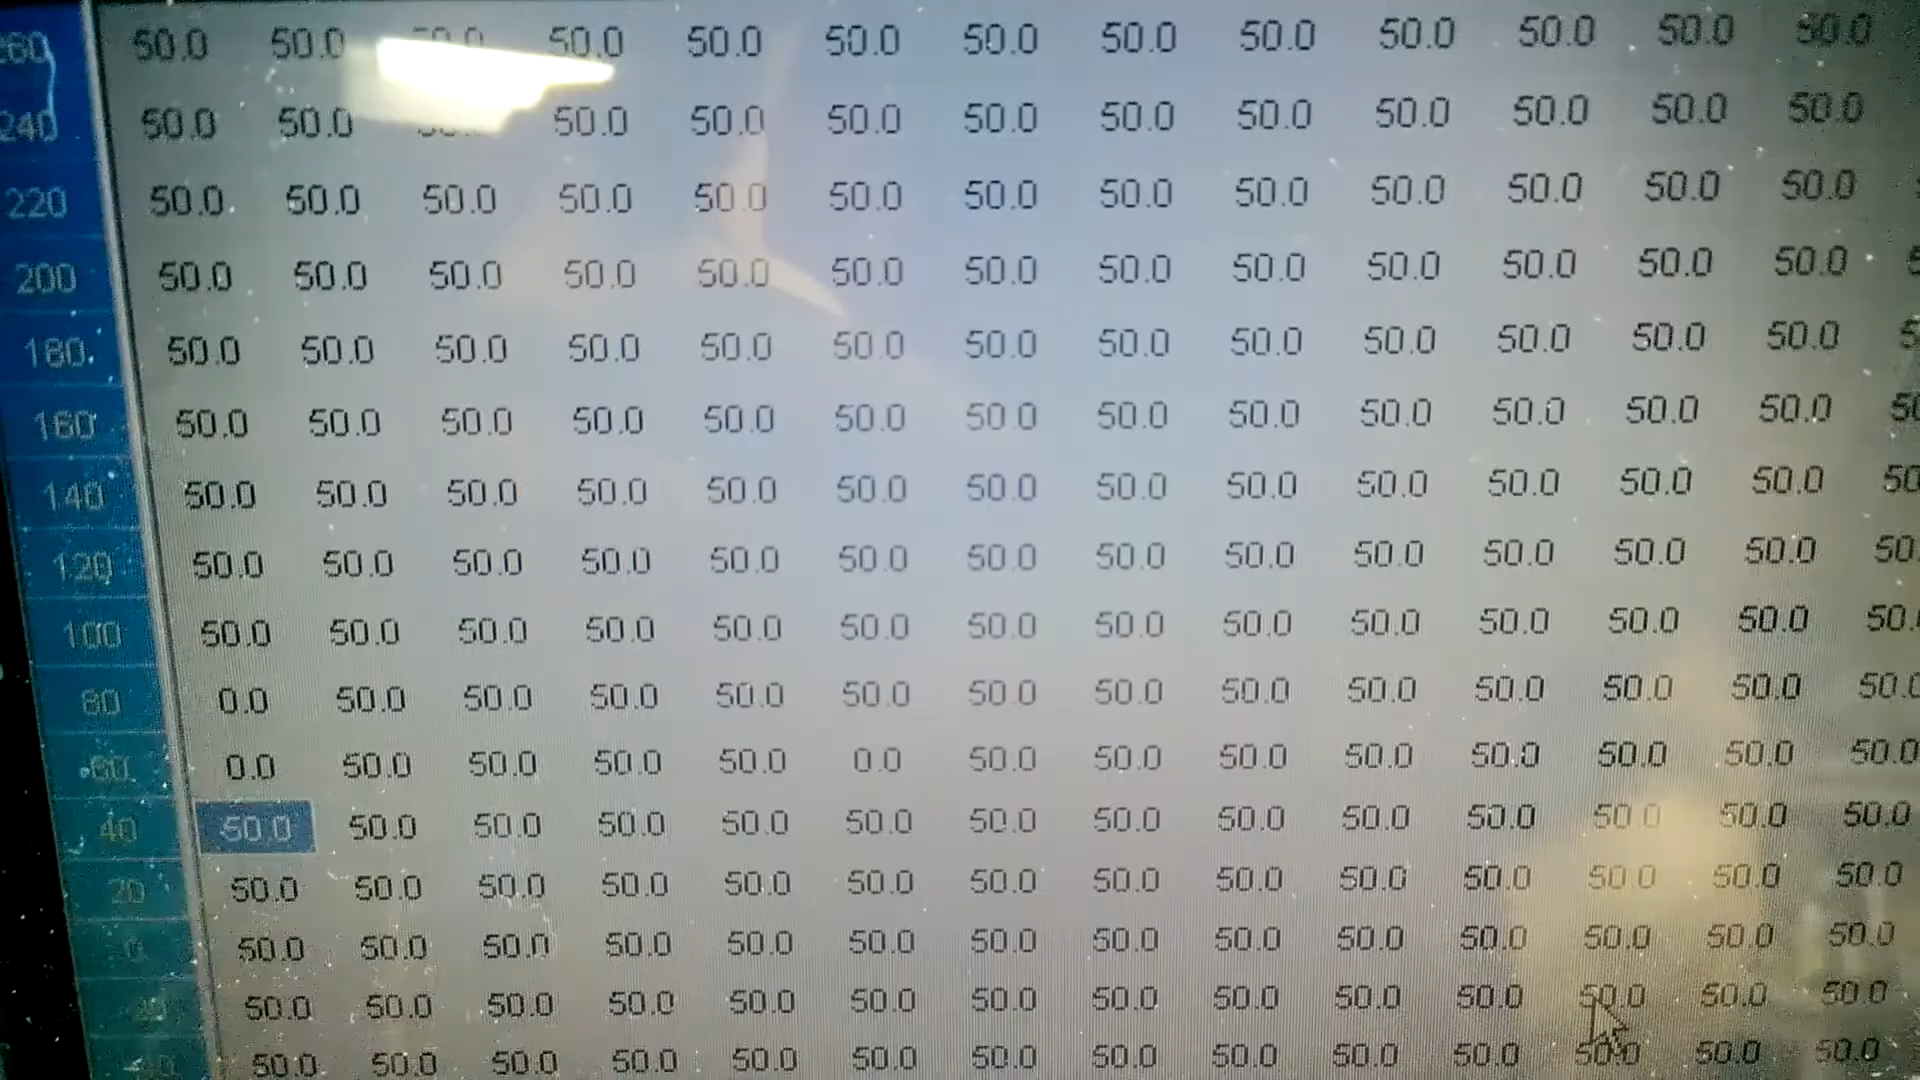 260 50.0 50.0 50.0 50.0 50.0 50.0 50.0 50.0 50.0 50.0 50.0 50.0
240 50.0 50.0 50.0 50.0 50.0 50.0 50.0 50.0 50.0 50.0 50.0 50.0
220 50.0 50.0 50.0 50.0 50.0 50.0 50.0 50.0 50.0 50.0 50.0 50.0 50.0
200 50.0 50.0 50.0 50.0 50.0 50.0 50.0 50.0 50.0 50.0 50.0 50.0 50.0
180 50.0 50.0 50.0 50.0 50.0 50.0 50.0 50.0 50.0 50.0 50.0 50.0 50.0
160 50.0 50.0 50.0 50.0 50.0 50.0 50.0 50.0 50.0 50.0 50.0 50.0 50.0 50
140 50.0 50.0 50.0 50.0 50.0 50.0 50.0 50.0 50.0 50.0 50.0 50.0 50.0 50
120 50.0 50.0 50.0 50.0 50.0 50.0 50.0 50.0 50.0 50.0 50.0 50.0 50.0 50.
100 50.0 50.0 50.0 50.0 50.0 50.0 50.0 50.0 50.0 50.0 50.0 50.0 50.0 50.
80 0.0 50.0 50.0 50.0 50.0 50.0 50.0 50.0 50.0 50.0 50.0 50.0 50.0 50.0
60 0.0 50.0 50.0 50.0 50.0 0.0 50.0 50.0 50.0 50.0 50.0 50.0 50.0 50.0
40 50.0 50.0 50.0 50.0 50.0 50.0 50.0 50.0 50.0 50.0 50.0 50.0 50.0 50.0
20 50.0 50.0 50.0 50.0 50.0 50.0 50.0 50.0 50.0 50.0 50.0 50.0 50.0 50.0
0 50.0 50.0 50.0 50.0 50.0 50.0 50.0 50.0 50.0 50.0 50.0 50.0 50.0 50.0
50.0 50.0 50.0 50.0 50.0 50.0 50.0 50.0 50.0 50.0 50.0 50.0 50.0 50.0
50.0 50.0 50.0 50.0 50.0 50.0 50.0 50.0 50.0 50.0 50.0 50.0 50.0 50.0